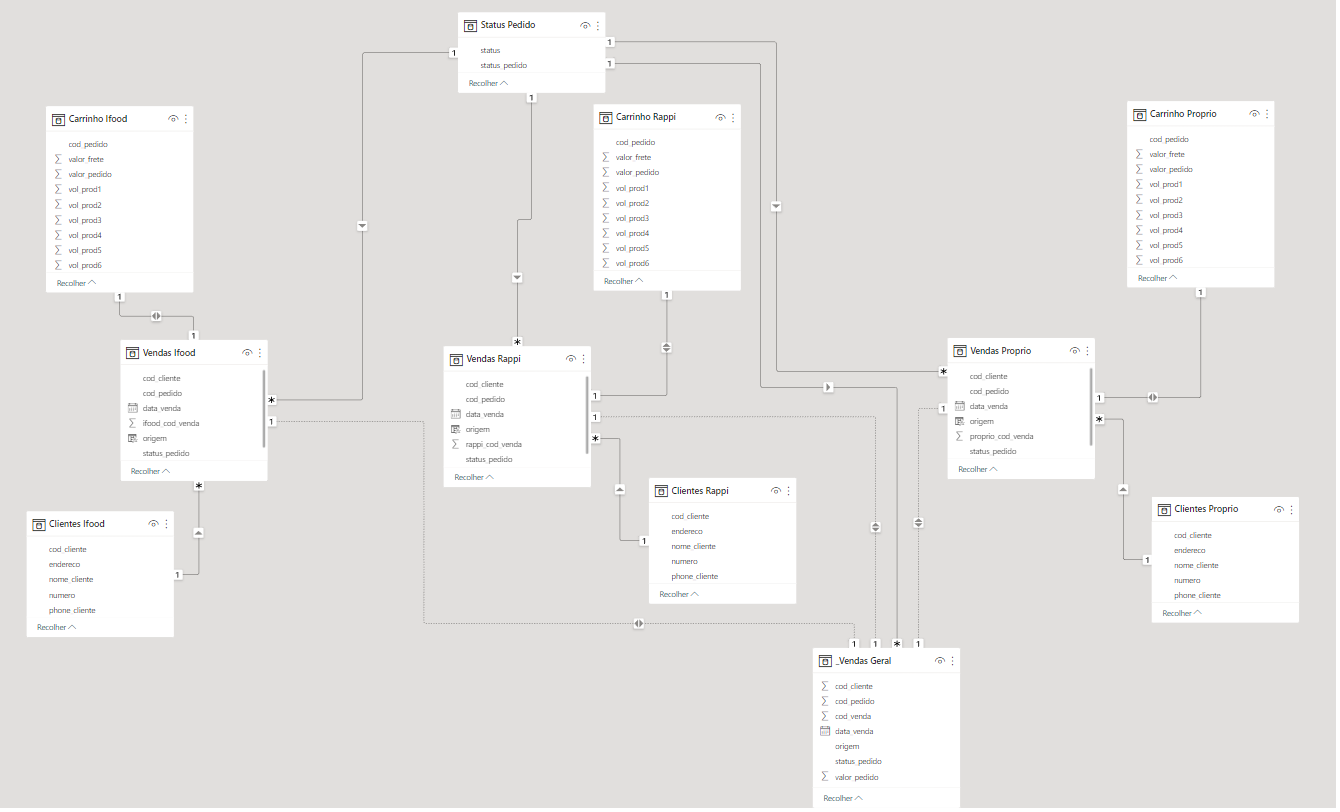 Status Pedido
status
status_pedido
Recolher
1
1
1
1
Carrinho Ifood
cod_pedido
valor_frete
valor_pedido
vol_prod1
vol_prod2
vol_prod3
vol_prod4
vol_prod5
vol_prod6
Recolher
1
1
Carrinho Rappi
cod_pedido
valor_frete
valor_pedido
vol_prod1
vol_prod2
vol_prod3
vol_prod4
vol_prod5
vol_prod6
Recolher
1
Carrinho Proprio
cod_pedido
valor_frete
valor_pedido
vol_prod1
vol_prod2
vol_prod3
vol_prod4
vol_prod5
vol_prod6
Recolher
1
Vendas Ifood
cod_cliente
cod_pedido
data_venda
ifood_cod_venda
origem
status_pedido
Recolher
*
1
*
*
Vendas Rappi
cod_cliente
cod_pedido
data_venda
origem
rappi_cod_venda
status_pedido
Recolher
1
1
*
*
1
Vendas Proprio
cod_cliente
cod_pedido
data_venda
origem
proprio_cod_venda
status_pedido
Recolher
1
*
Clientes Ifood
cod_cliente
endereco
nome_cliente
numero
phone_cliente
Recolher
1
Clientes Rappi
cod_cliente
endereco
nome_cliente
numero
phone_cliente
Recolher
1
Clientes Proprio
cod_cliente
endereco
nome_cliente
numero
phone_cliente
Recolher
1
1
1
*
1
_Vendas Geral
cod_cliente
cod_pedido
cod_venda
data_venda
origem
status_pedido
valor_pedido
Recolher